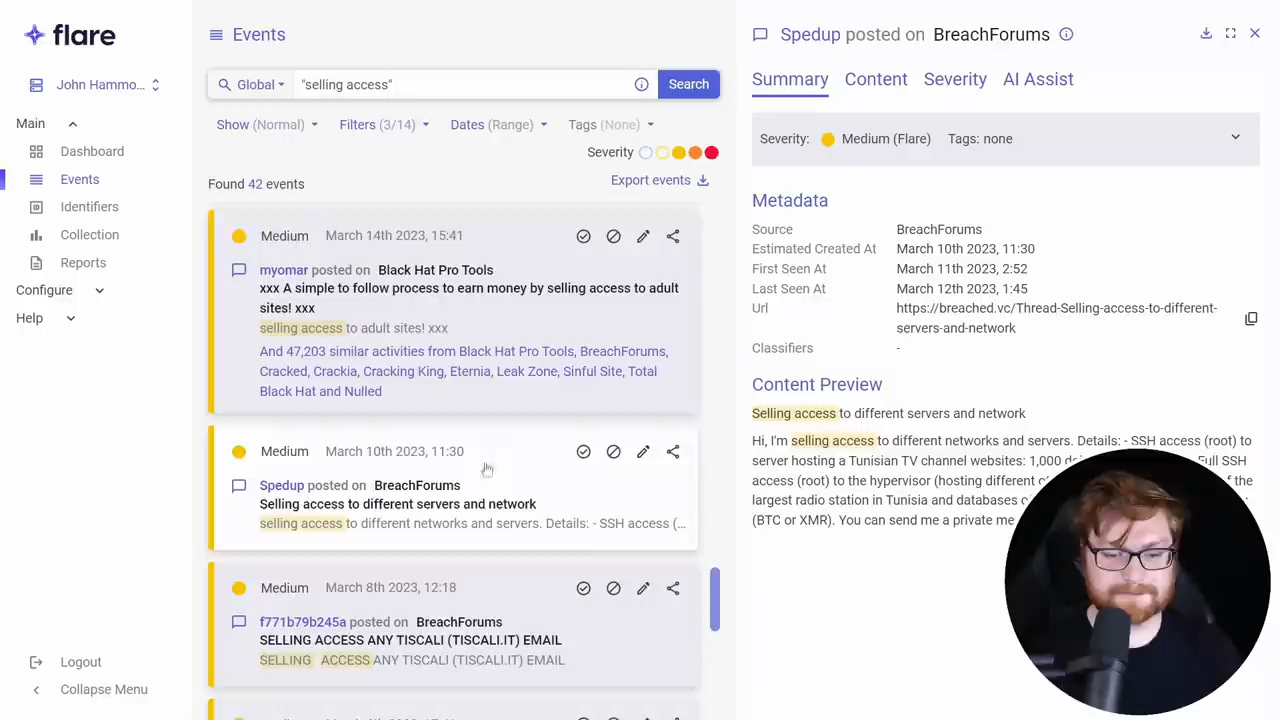 flare
John Hammo...
Main
Dashboard
Events
Identifiers
Collection
Reports
Configure
Help
Logout
Collapse Menu
Events
Global
"selling access"
Search
Show (Normal)
Filters (3/14)
Dates (Range)
Tags (None)
Severity
Found 42 events
Export events
Medium March 14th 2023, 15:41
myomar posted on Black Hat Pro Tools
xxx A simple to follow process to earn money by selling access to adult
sites! xxx
selling access to adult sites! xxx
And 47,203 similar activities from Black Hat Pro Tools, BreachForums,
Cracked, Crackia, Cracking King, Eternia, Leak Zone, Sinful Site, Total
Black Hat and Nulled
Medium March 10th 2023, 11:30
Spedup posted on BreachForums
Selling access to different servers and network
selling access to different networks and servers. Details: - SSH access (...
Medium March 8th 2023, 12:18
f771b79b245a posted on BreachForums
SELLING ACCESS ANY TISCALI (TISCALI.IT) EMAIL
SELLING ACCESS ANY TISCALI (TISCALI.IT) EMAIL
Spedup posted on BreachForums
Summary Content Severity AI Assist
Severity: Medium (Flare) Tags: none
Metadata
Source BreachForums
Estimated Created At March 10th 2023, 11:30
First Seen At March 11th 2023, 2:52
Last Seen At March 12th 2023, 1:45
Url https://breached.vc/Thread-Selling-access-to-different-
servers-and-network
Classifiers -
Content Preview
Selling access to different servers and network
Hi, I'm selling access to different networks and servers. Details: - SSH access (root) to
server hosting a Tunisian TV channel websites: 1,000 Full SSH
access (root) to the hypervisor (hosting different of the
largest radio station in Tunisia and databases
(BTC or XMR). You can send me a private